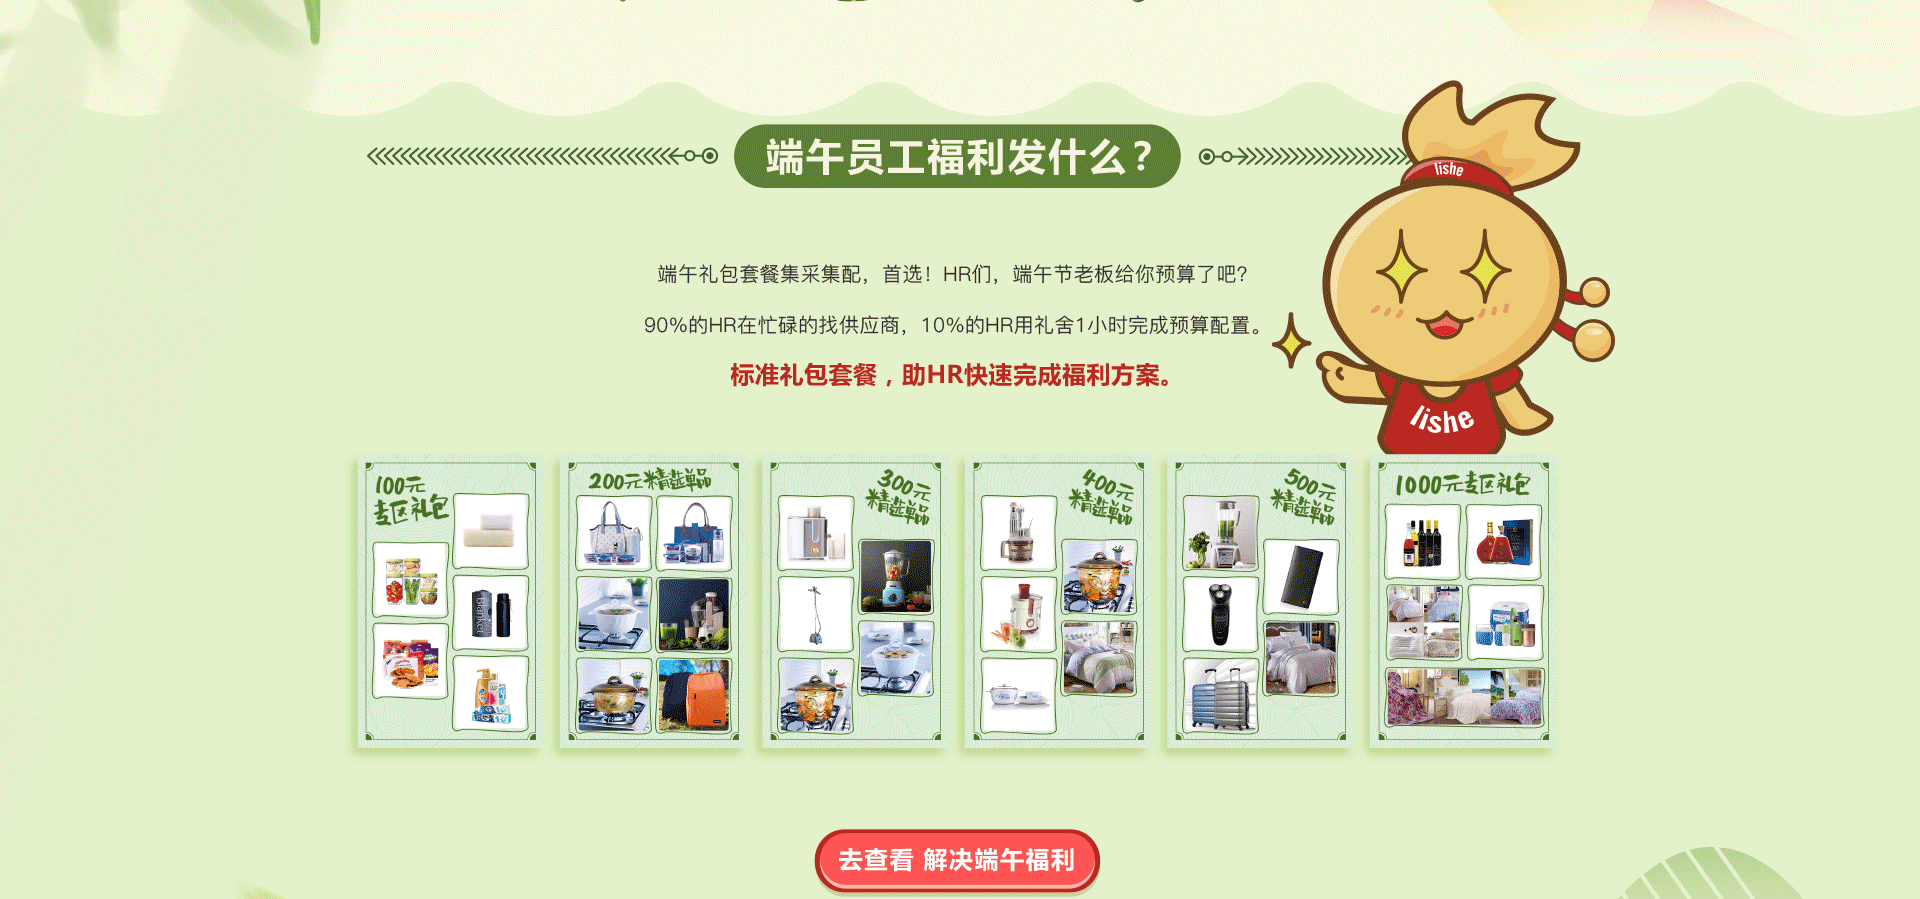 端午员工福利发什么？
lishe
端午礼包套餐集采集配，首选！HR们，端午节老板给你预算了吧？
90%的HR在忙碌的找供应商，10%的HR用礼舍1小时完成预算配置。
标准礼包套餐，助HR快速完成福利方案。
lishe
100元
专区礼包
200元精选单品
300元
精选单品
400元
精选单品
500元
精选单品
1000元专区礼包
Blanket
去查看 解决端午福利